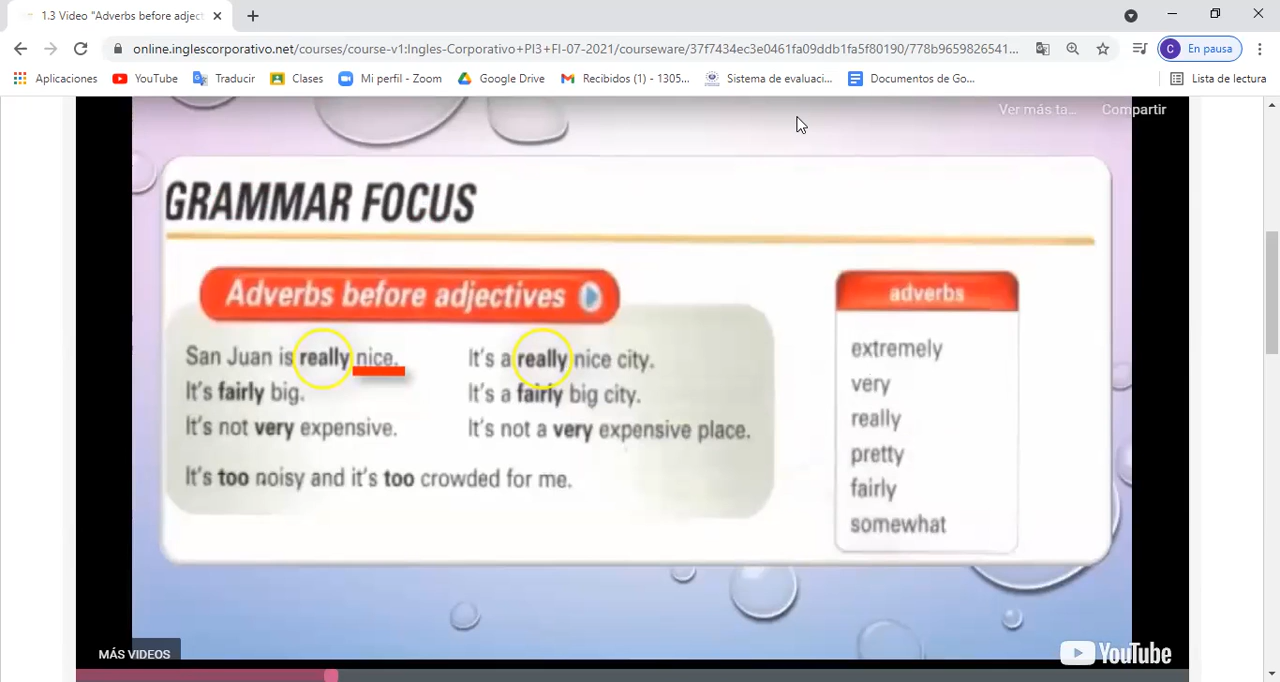 1.3 Video "Adverbs before adject
online.inglescorporativo.net/courses/course-v1:Ingles-Corporativo+PI3+FI-07-2021/courseware/37f7434ec3e0461fa09ddb1fa5f80190/778b9659826541...
C En pausa
Aplicaciones YouTube Traducir Clases Mi perfil - Zoom Google Drive Recibidos (1) - 1305... Sistema de evaluaci... Documentos de Go... Lista de lectura
Ver más ta... Compartir
GRAMMAR FOCUS
Adverbs before adjectives
San Juan is really nice.
It's fairly big.
It's not very expensive.
It's a really nice city.
It's a fairly big city.
It's not a very expensive place.
It's too noisy and it's too crowded for me.
adverbs
extremely
very
really
pretty
fairly
somewhat
MÁS VIDEOS
YouTube